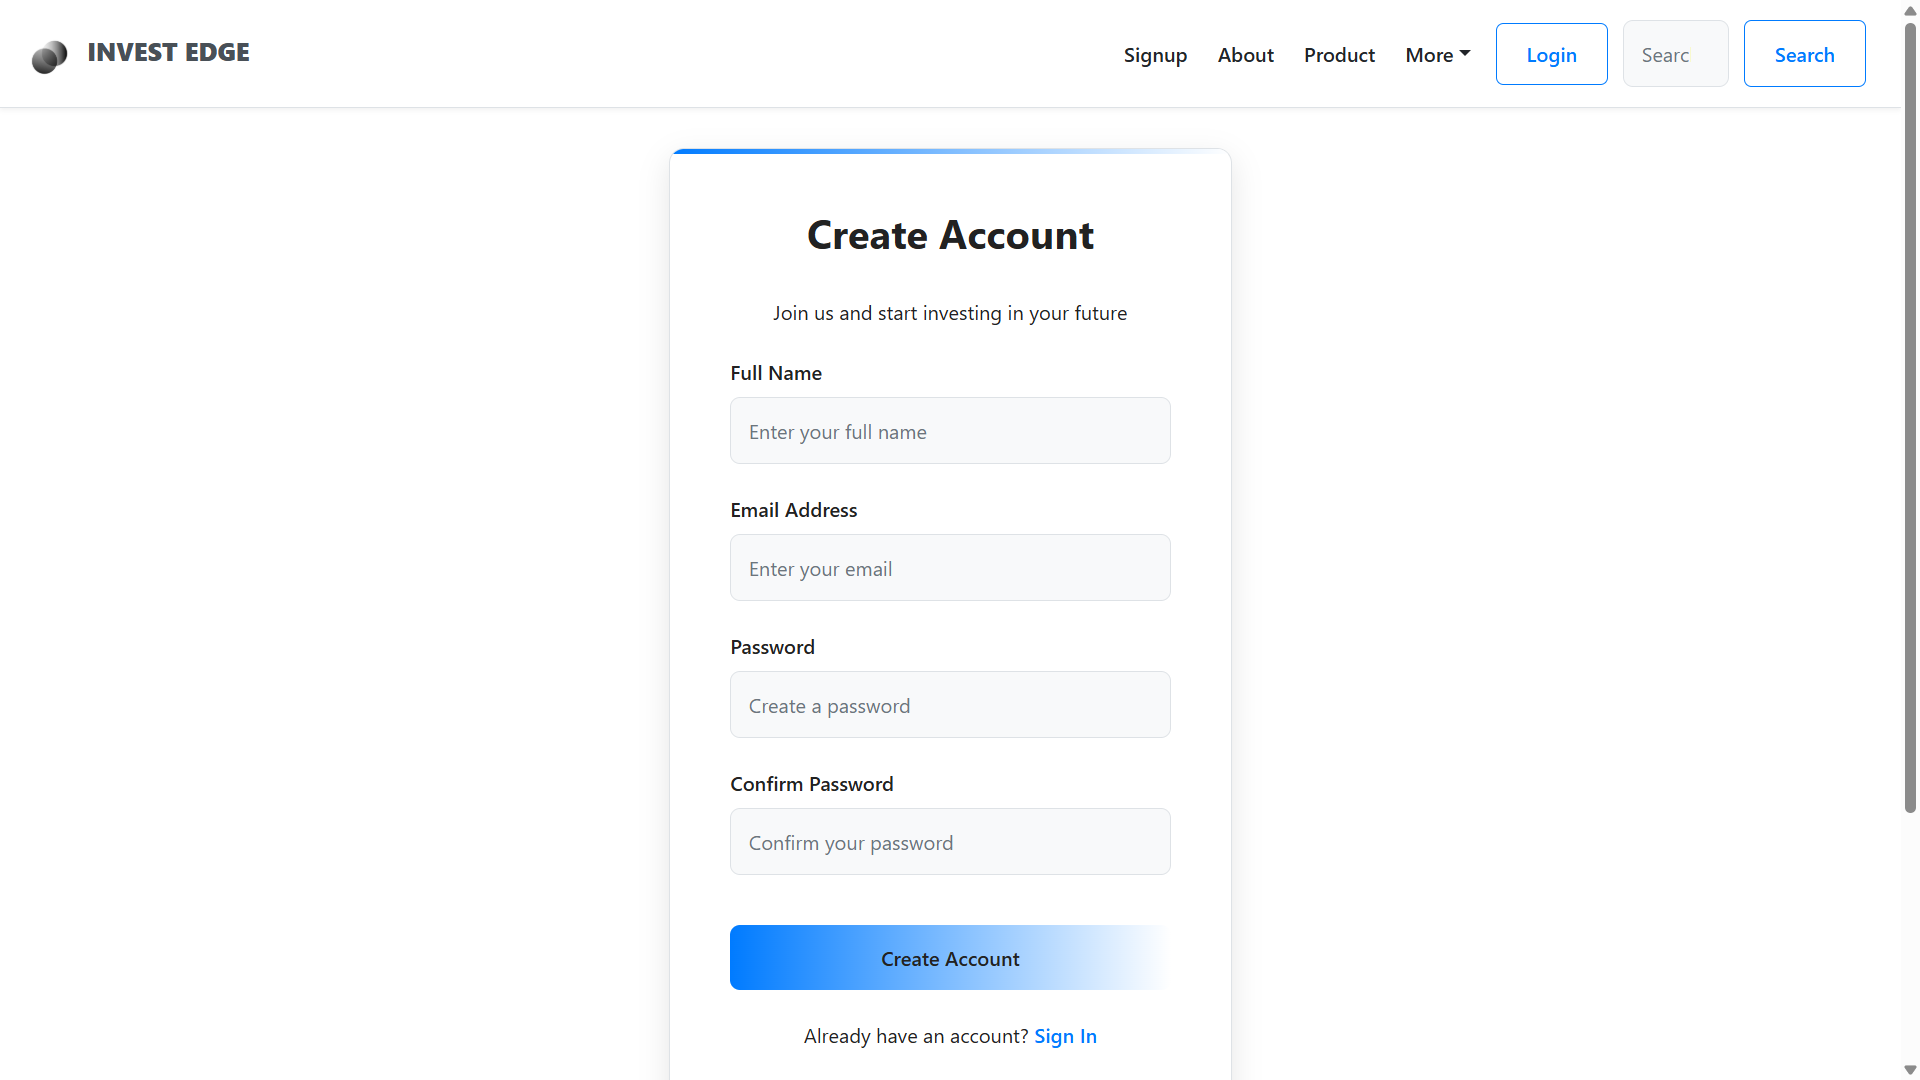 INVEST EDGE
Signup
About
Product
More
Login
Searc
Search
Create Account
Join us and start investing in your future
Full Name
Enter your full name
Email Address
Enter your email
Password
Create a password
Confirm Password
Confirm your password
Create Account
Already have an account? Sign In